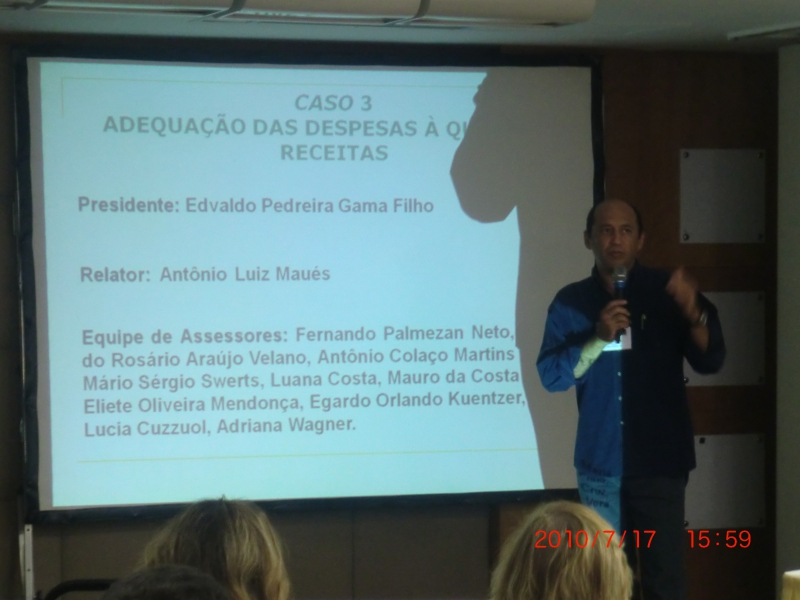 CASO 3
ADEQUAÇÃO DAS DESPESAS À
RECEITAS
Presidente: Edvaldo Pedreira Gama Filho
Relator: Antônio Luiz Maués
Equipe de Assessores: Fernando Palmezan Neto,
do Rosário Araújo Velano, Antônio Colaço Martins
Mário Sérgio Swerts, Luana Costa, Mauro da Costa
Eliete Oliveira Mendonça, Egardo Orlando Kuentzer,
Lucia Cuzzuol, Adriana Wagner.
2010/7/17 15:59